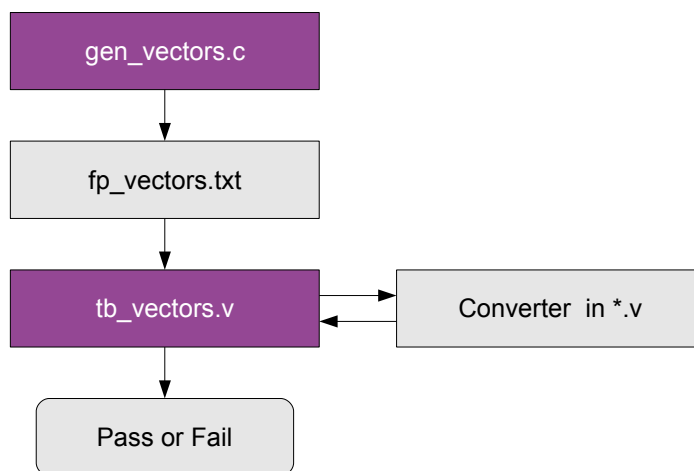 gen_vectors.c
fp_vectors.txt
tb_vectors.v
Converter in *.v
Pass or Fail